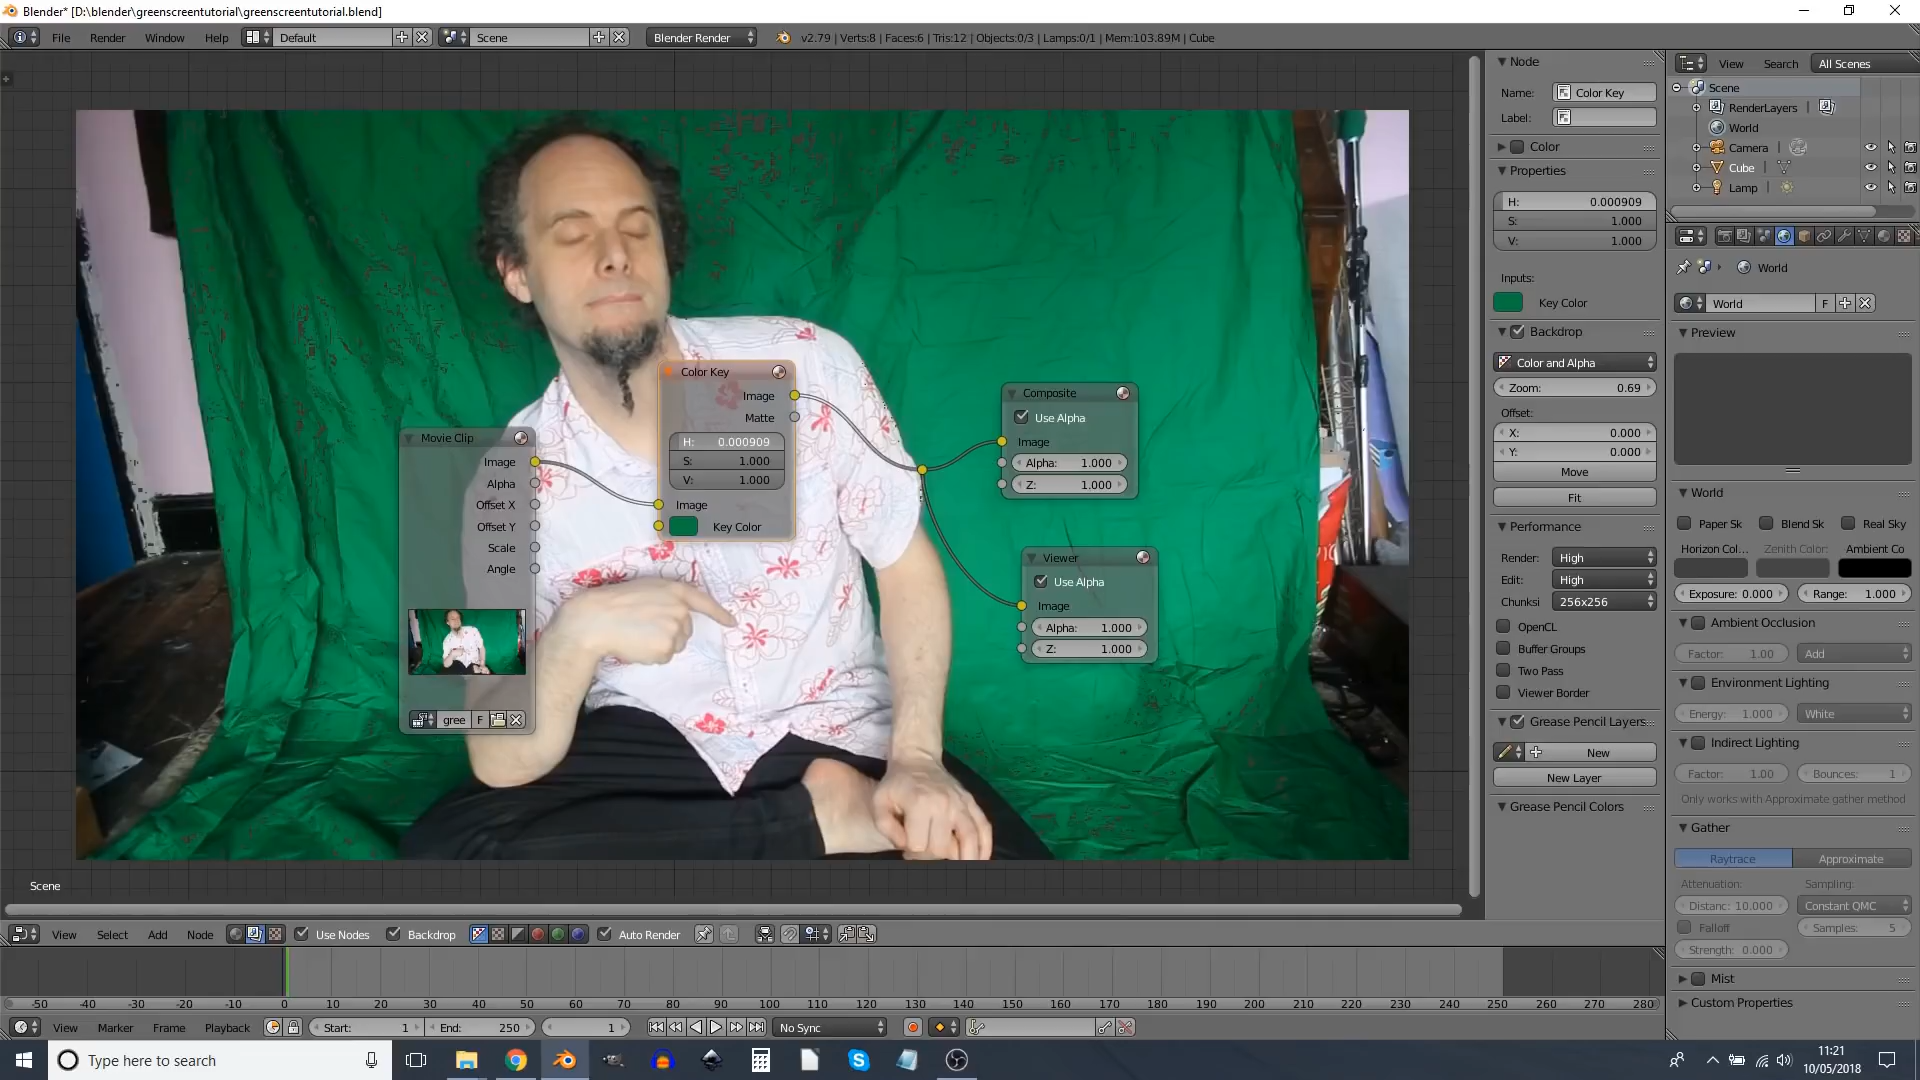 Blender* [D:\blender\greenscreentutorial\greenscreentutorial.blend]
File Render Window Help Default Scene Blender Render v2.79 | Verts:8 | Faces:6 | Tris:12 | Objects:0/3 | Lamps:0/1 | Mem:103.89M | Cube
Node
Name: Color Key
Label:
Color
Properties
H: 0.000909
S: 1.000
V: 1.000
Inputs:
Key Color
Backdrop
Color and Alpha
Zoom: 0.69
Offset:
X: 0.000
Y: 0.000
Move
Fit
Performance
Render: High
Edit: High
Chunksi 256x256
OpenCL
Buffer Groups
Two Pass
Viewer Border
Grease Pencil Layers
New
New Layer
Grease Pencil Colors
View Search All Scenes
Scene
RenderLayers
World
Camera
Cube
Lamp
World
World F
Preview
World
Paper Sk Blend Sk Real Sky
Horizon Col... Zenith Color: Ambient Co
Exposure: 0.000 Range: 1.000
Ambient Occlusion
Factor: 1.00 Add
Environment Lighting
Energy: 1.000 White
Indirect Lighting
Factor: 1.00 Bounces: 1
Only works with Approximate gather method
Gather
Raytrace Approximate
Attenuation: Sampling:
Distanc: 10.000 Constant QMC
Falloff Samples: 5
Strength: 0.000
Mist
Custom Properties
Movie Clip
Image
Alpha
Offset X
Offset Y
Scale
Angle
gree F
Color Key
Image
Matte
H: 0.000909
S: 1.000
V: 1.000
Image
Key Color
Composite
Use Alpha
Image
Alpha: 1.000
Z: 1.000
Viewer
Use Alpha
Image
Alpha: 1.000
Z: 1.000
Scene
View Select Add Node Use Nodes Backdrop Auto Render
-50 -40 -30 -20 -10 0 10 20 30 40 50 60 70 80 90 100 110 120 130 140 150 160 170 180 190 200 210 220 230 240 250 260 270 280
View Marker Frame Playback Start: 1 End: 250 1 No Sync
Type here to search
11:21
10/05/2018